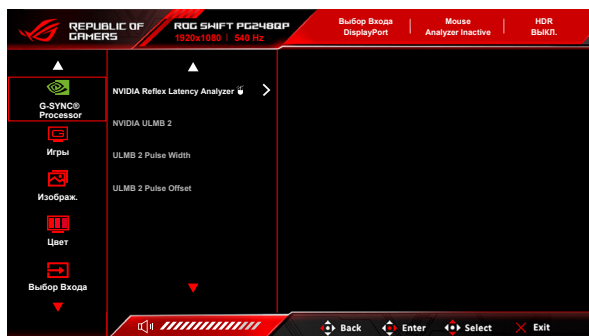 REPUBLIC OF
GAMERS
ROG SHIFT PG248QP
1920x1080 | 540 Hz
Выбор Входа
DisplayPort
Mouse
Analyzer Inactive
HDR
ВЫКЛ.
G-SYNC®
Processor
Игры
Изображ.
Цвет
Выбор Входа
NVIDIA Reflex Latency Analyzer
NVIDIA ULMB 2
ULMB 2 Pulse Width
ULMB 2 Pulse Offset
Back
Enter
Select
Exit